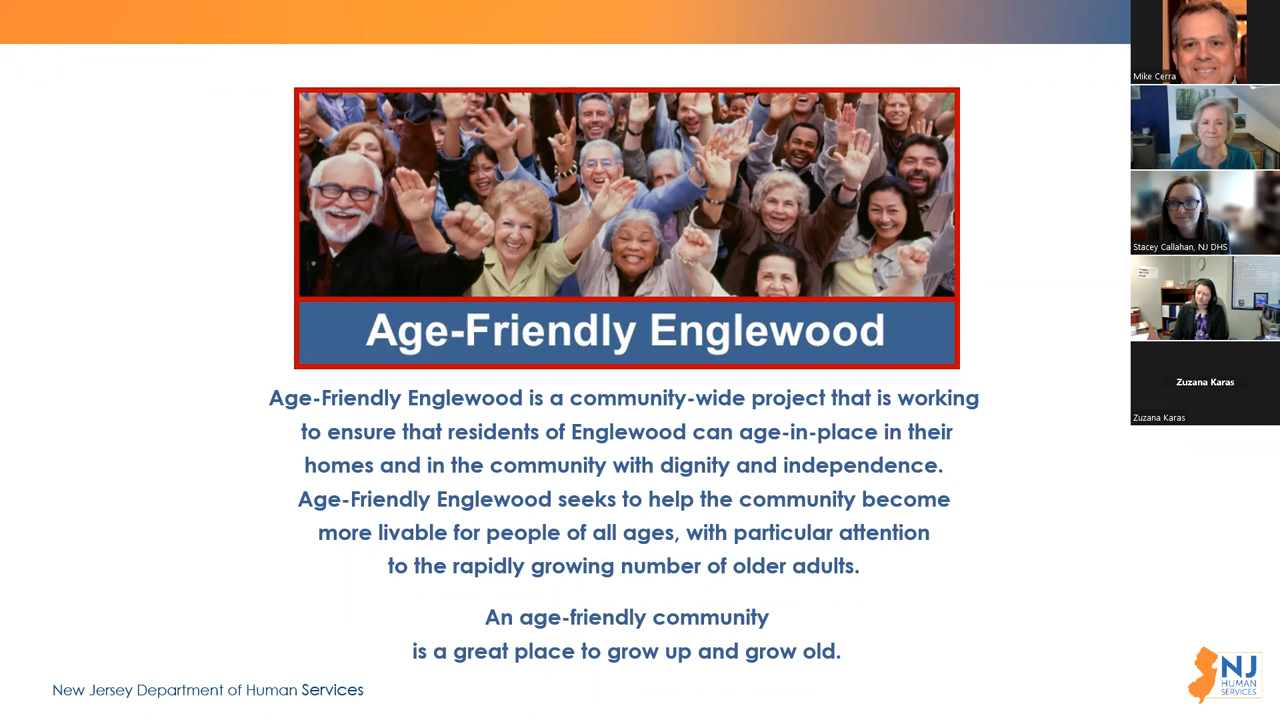 Age-Friendly Englewood
Age-Friendly Englewood is a community-wide project that is working
to ensure that residents of Englewood can age-in-place in their
homes and in the community with dignity and independence.
Age-Friendly Englewood seeks to help the community become
more livable for people of all ages, with particular attention
to the rapidly growing number of older adults.
An age-friendly community
is a great place to grow up and grow old.
New Jersey Department of Human Services
NJ
HUMAN
SERVICES
Mike Cerra
Stacey Callahan, NJ DHS
Zuzana Karas
Zuzana Karas